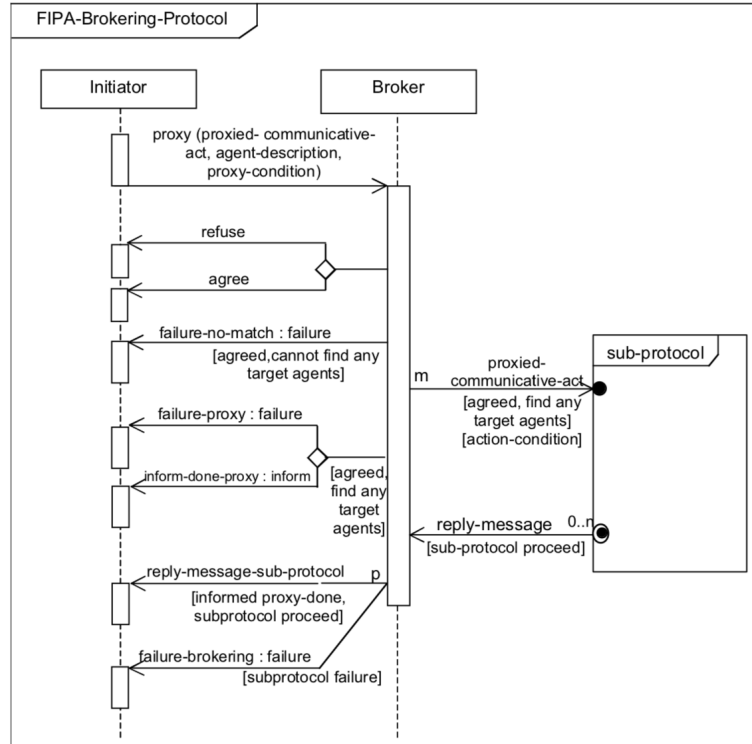 FIPA-Brokering-Protocol
Initiator
Broker
proxy (proxied- communicative-
act, agent-description,
proxy-condition)
refuse
agree
failure-no-match : failure
[agreed,cannot find any
target agents]
m
proxied-
communicative-act
[agreed, find any
target agents]
[action-condition]
sub-protocol
failure-proxy : failure
inform-done-proxy : inform
[agreed,
find any
target
agents]
reply-message
0..n
[sub-protocol proceed]
reply-message-sub-protocol
p
[informed proxy-done,
subprotocol proceed]
failure-brokering : failure
[subprotocol failure]